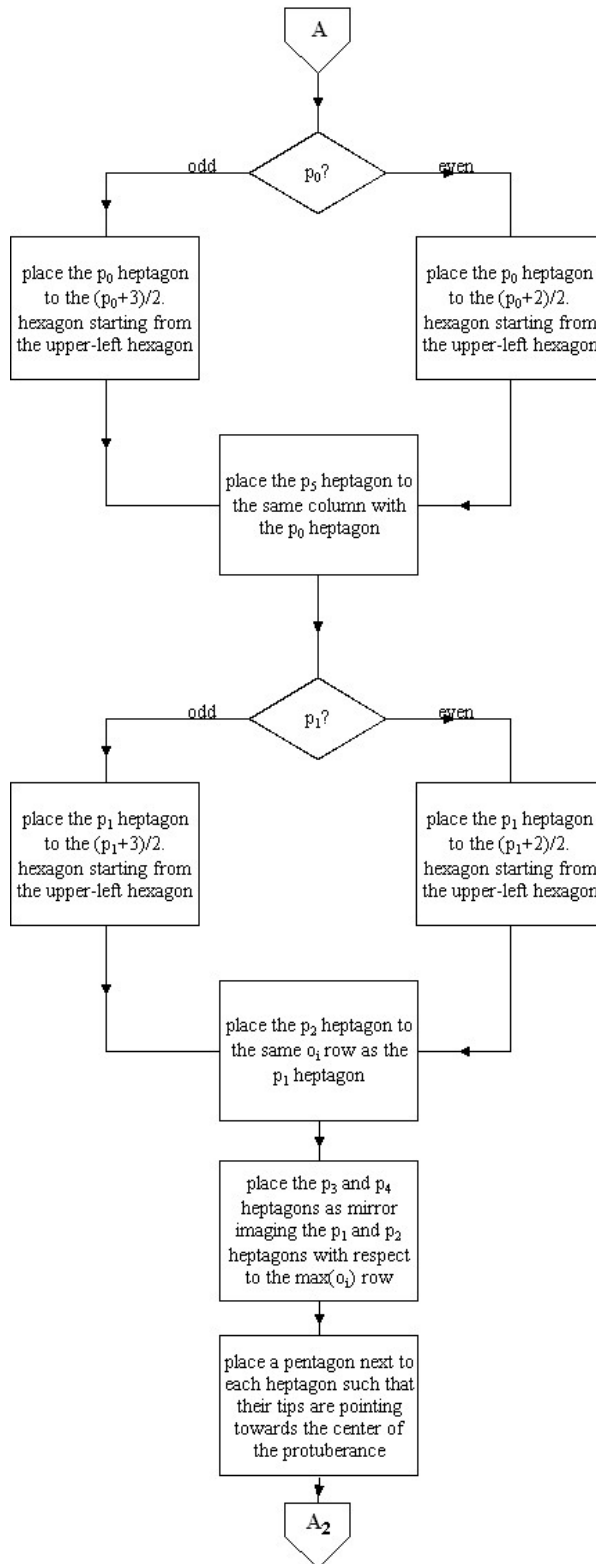 A
p₀?
odd
even
place the p₀ heptagon
to the (p₀+3)/2.
hexagon starting from
the upper-left hexagon
place the p₀ heptagon
to the (p₀+2)/2.
hexagon starting from
the upper-left hexagon
place the p₅ heptagon to
the same column with
the p₀ heptagon
p₁?
odd
even
place the p₁ heptagon
to the (p₁+3)/2.
hexagon starting from
the upper-left hexagon
place the p₁ heptagon
to the (p₁+2)/2.
hexagon starting from
the upper-left hexagon
place the p₂ heptagon to
the same oᵢ row as the
p₁ heptagon
place the p₃ and p₄
heptagons as mirror
imaging the p₁ and p₂
heptagons with respect
to the max(oᵢ) row
place a pentagon next to
each heptagon such that
their tips are pointing
towards the center of
the protuberance
A₂